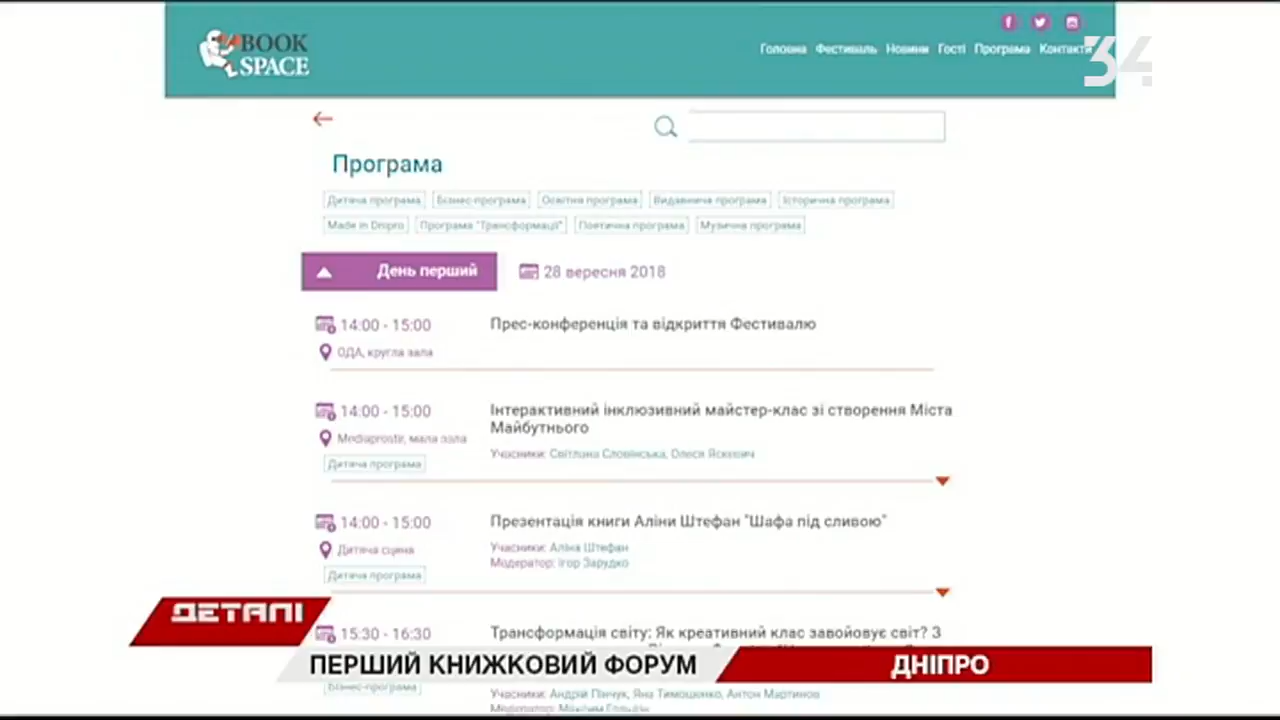 BOOK
SPACE
Головна Фестиваль Новини Гості Програма Контакти
34
Програма
Дитяча програма Бізнес-програма Освітня програма Видавнича програма Історична програма
Made in Dnipro Програма "Трансформації" Поетична програма Музична програма
День перший 28 вересня 2018
14:00 - 15:00 Прес-конференція та відкриття Фестивалю
ОДА, кругла зала
14:00 - 15:00 Інтерактивний інклюзивний майстер-клас зі створення Міста
Майбутнього
Mediaprostir, мала зала
Учасники: Світлана Словінська, Олеся
Дитяча програма
14:00 - 15:00 Презентація книги Аліни Штефан "Шафа під сливою"
Дитяча сцена Учасники: Аліна Штефан
Модератор: Ігор Зарудко
Дитяча програма
ДЕТАЛІ
15:30 - 16:30 Трансформація світу: Як креативний клас завойовує світ? З
ПЕРШИЙ КНИЖКОВИЙ ФОРУМ ДНІПРО
Бізнес-програма
Учасники: Андрій Пінчук, Яна Тимошенко, Антон Мартинов
Модератор: Максим